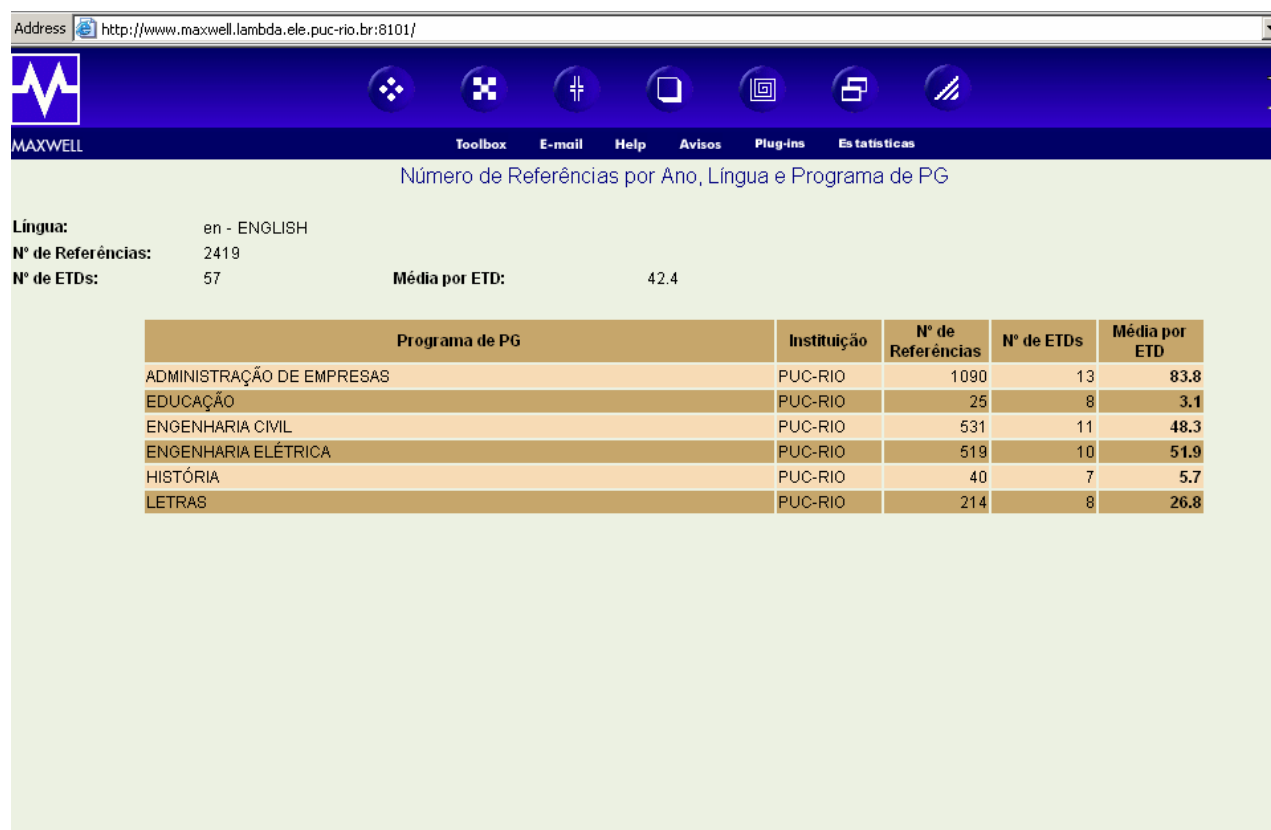 Address http://www.maxwell.lambda.ele.puc-rio.br:8101/
MAXWELL Toolbox E-mail Help Avisos Plug-ins Estatísticas
Número de Referências por Ano, Língua e Programa de PG
Língua: en - ENGLISH
Nº de Referências: 2419
Nº de ETDs: 57 Média por ETD: 42.4
Programa de PG Instituição Nº de Referências Nº de ETDs Média por ETD
ADMINISTRAÇÃO DE EMPRESAS PUC-RIO 1090 13 83.8
EDUCAÇÃO PUC-RIO 25 8 3.1
ENGENHARIA CIVIL PUC-RIO 531 11 48.3
ENGENHARIA ELÉTRICA PUC-RIO 519 10 51.9
HISTÓRIA PUC-RIO 40 7 5.7
LETRAS PUC-RIO 214 8 26.8